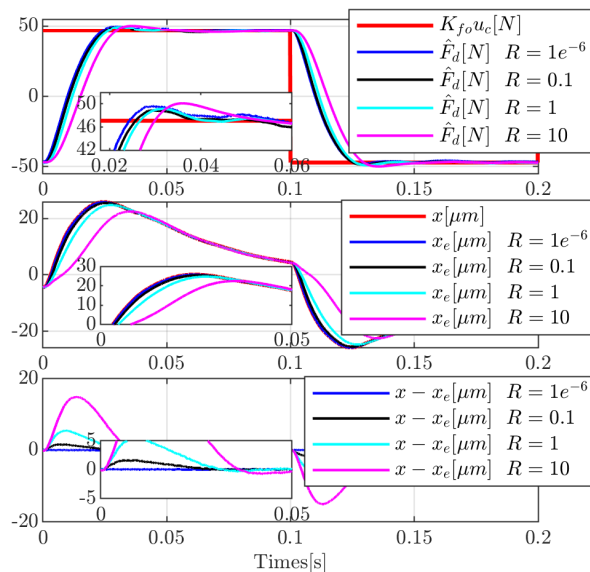 50
0
-50
50
48
46
44
42
0.02
0.04
0.06
0
0.05
0.1
0.15
0.2
K_{fo}u_c[N]
\hat{F}_d[N] R = 1e^{-6}
\hat{F}_d[N] R = 0.1
\hat{F}_d[N] R = 1
\hat{F}_d[N] R = 10
20
0
-20
30
20
10
0
0
0.05
0
0.05
0.1
0.15
0.2
x[μm]
x_e[μm] R = 1e^{-6}
x_e[μm] R = 0.1
x_e[μm] R = 1
x_e[μm] R = 10
20
0
-20
5
0
-5
0
0.05
0
0.05
0.1
0.15
0.2
x − x_e[μm] R = 1e^{-6}
x − x_e[μm] R = 0.1
x − x_e[μm] R = 1
x − x_e[μm] R = 10
Times[s]